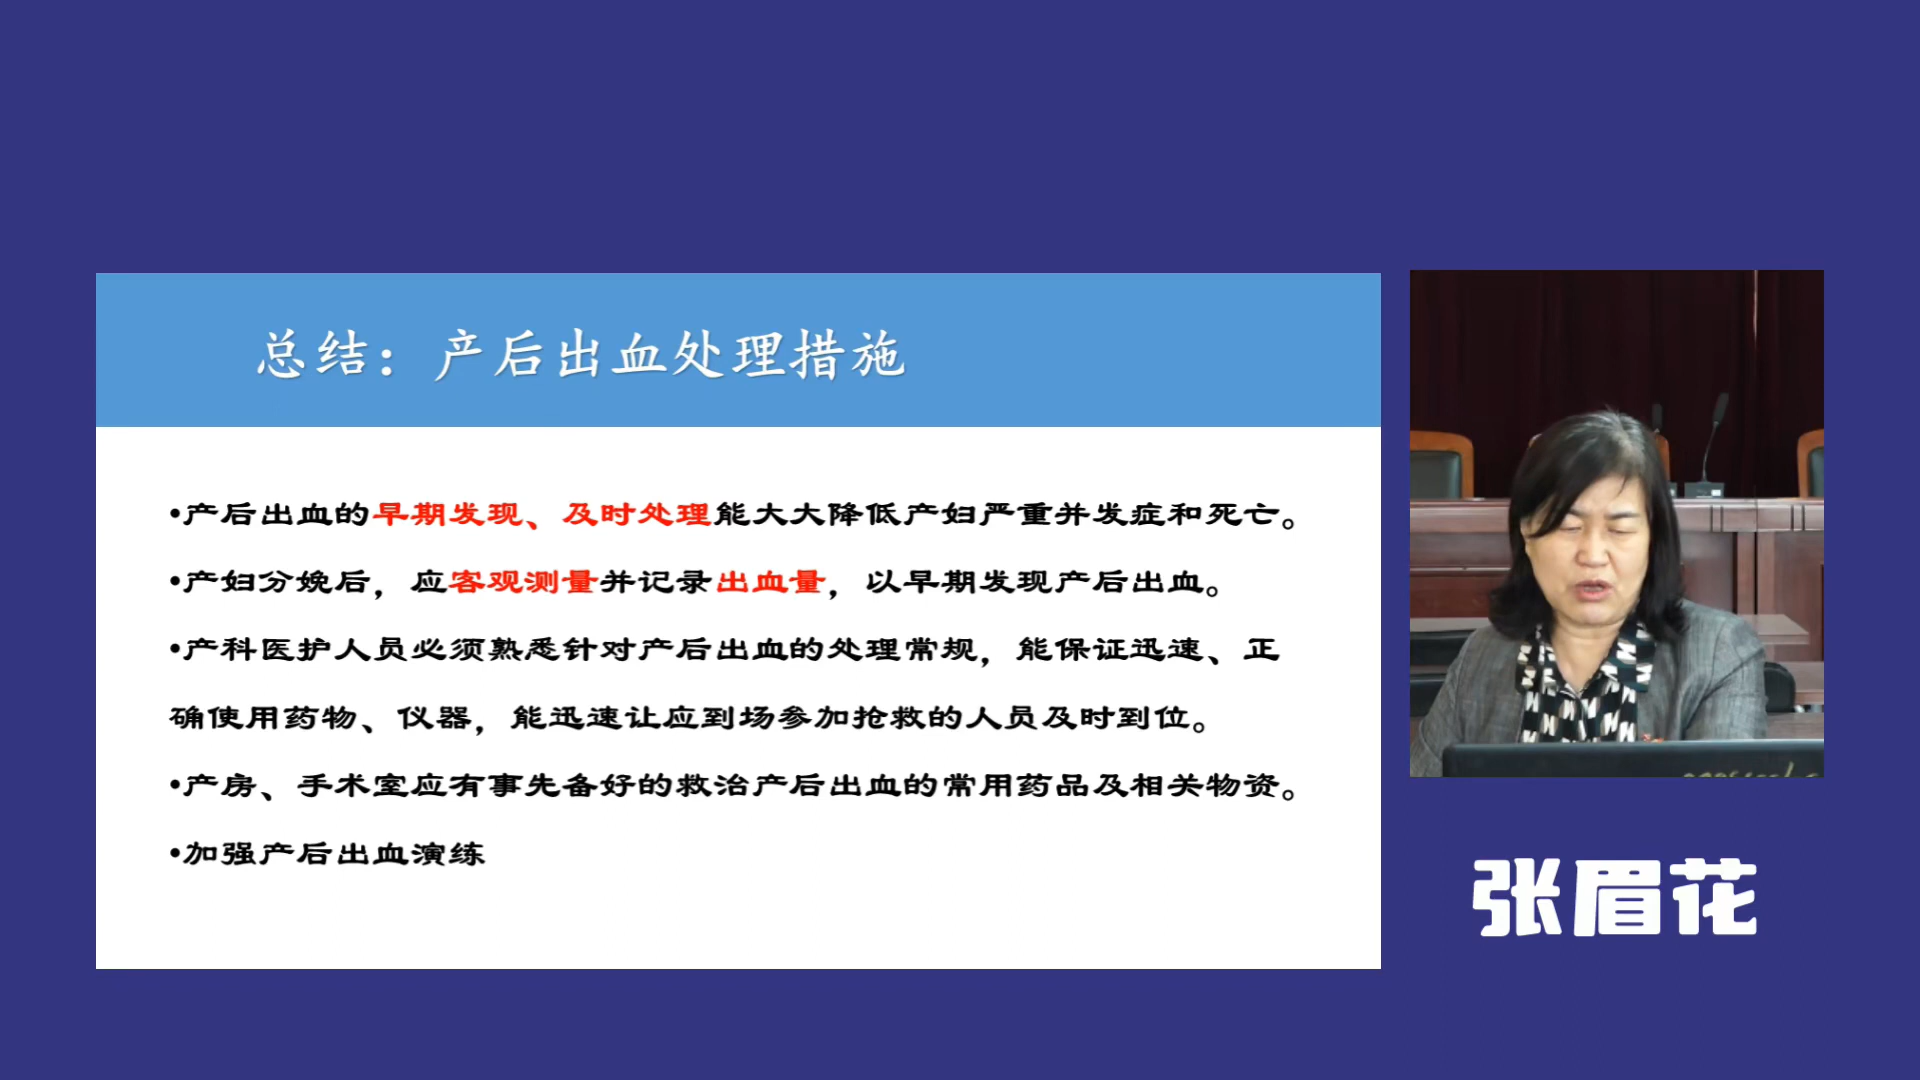 总结：产后出血处理措施
•产后出血的早期发现、及时处理能大大降低产妇严重并发症和死亡。
•产妇分娩后，应客观测量并记录出血量，以早期发现产后出血。
•产科医护人员必须熟悉针对产后出血的处理常规，能保证迅速、正
确使用药物、仪器，能迅速让应到场参加抢救的人员及时到位。
•产房、手术室应有事先备好的救治产后出血的常用药品及相关物资。
•加强产后出血演练
张眉花